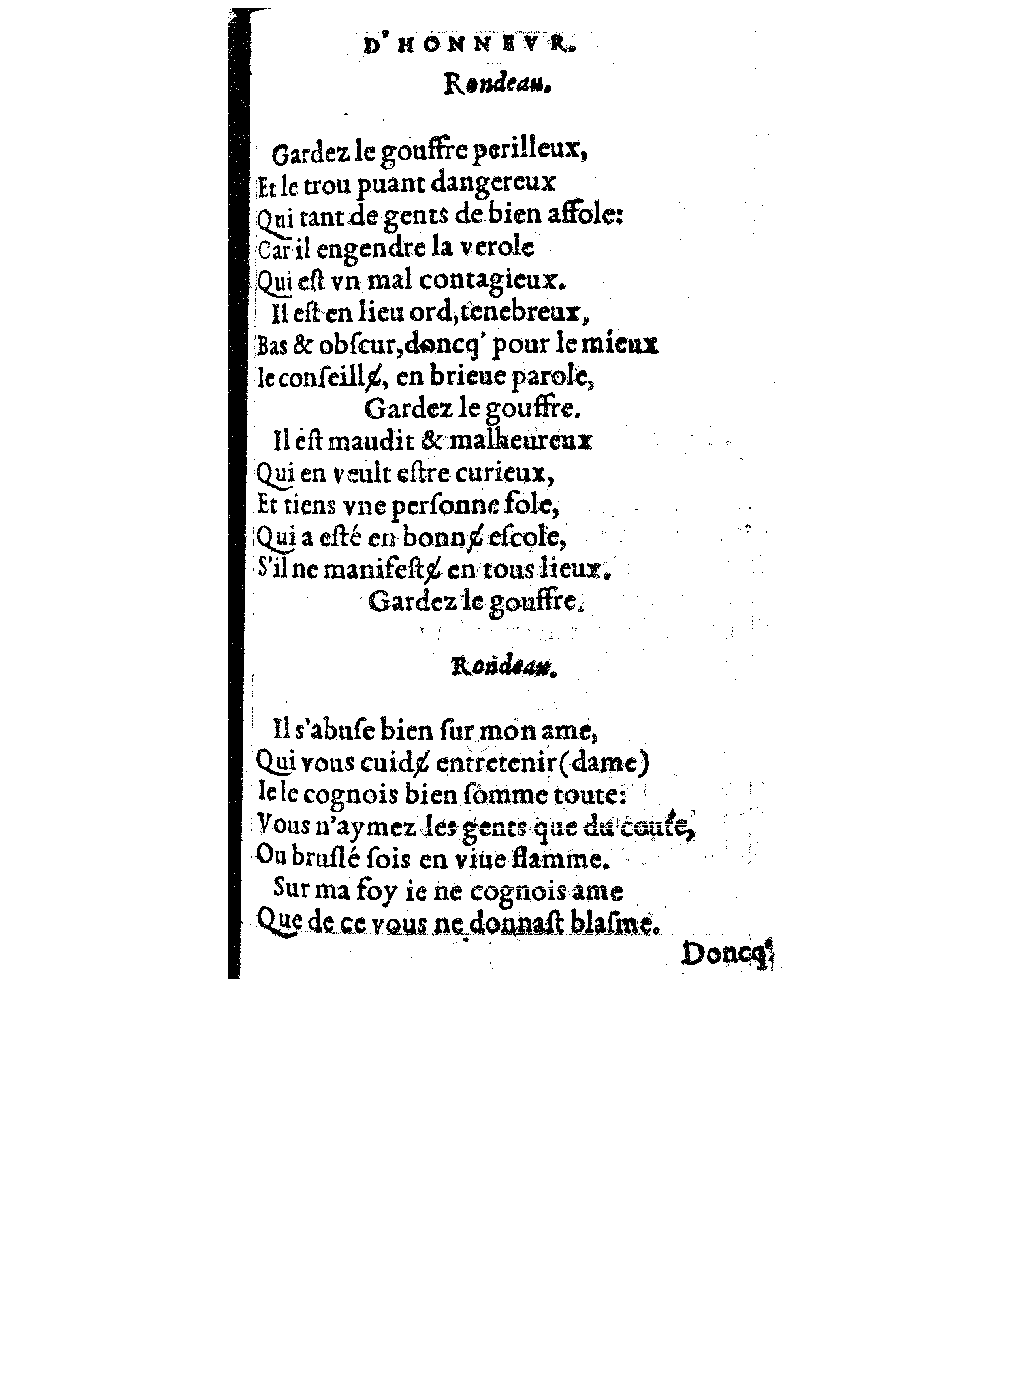 D'HONNEVR.
Rondeau.
Gardez le gouffre perilleux,
Et le trou puant dangereux
Qui tant de gents de bien affole:
Car il engendre la verole
Qui eſt vn mal contagieux.
Il eſt en lieu ord, tenebreux,
Bas & obſcur, doncq' pour le mieux
Ie conſeillɇ, en brieue parole,
Gardez le gouffre.
Il eſt maudit & malheureux
Qui en veult eſtre curieux,
Et tiens vne perſonne fole,
Qui a eſté en bonnɇ eſcole,
S'il ne manifeſtɇ en tous lieux.
Gardez le gouffre.
Rondeau.
Il s'abuſe bien ſur mon ame,
Qui vous cuidɇ entretenir (dame)
Ie le cognois bien ſomme toute:
Vous n'aymez les gents que du couſté,
Ou bruſlé ſois en viue flamme.
Sur ma foy ie ne cognois ame
Que de ce vous ne donnaſt blaſme.
Doncq'